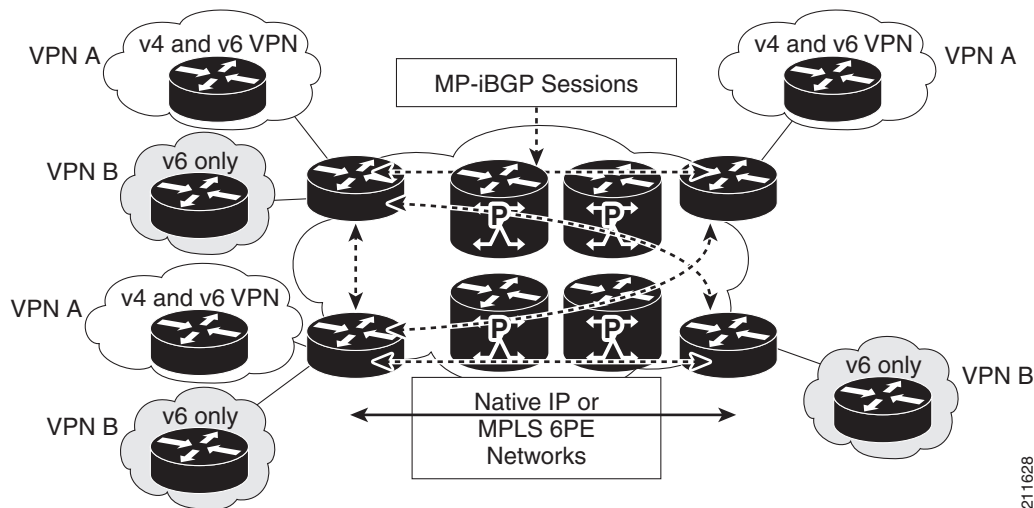 VPN A
v4 and v6 VPN
MP-iBGP Sessions
v4 and v6 VPN
VPN A
VPN B
v6 only
P
P
VPN A
v4 and v6 VPN
P
P
VPN B
v6 only
Native IP or
MPLS 6PE
Networks
v6 only
VPN B
211628